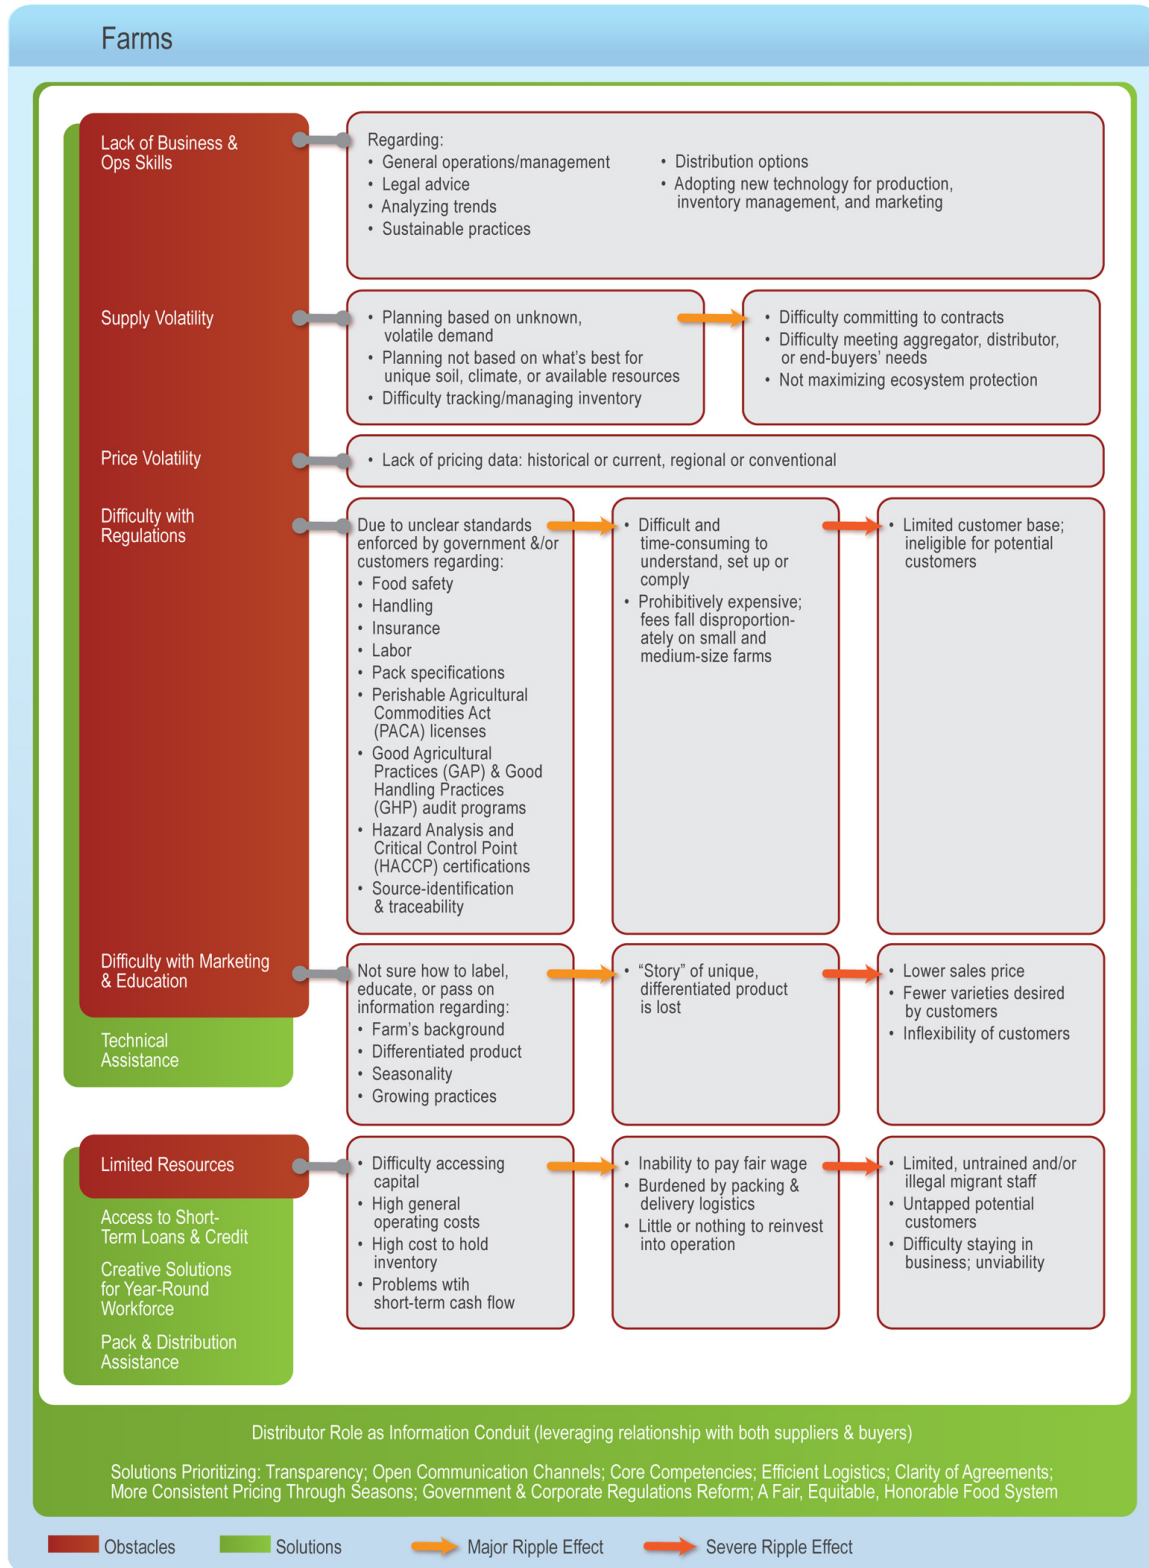 Farms
Lack of Business &
Ops Skills
Regarding:
• General operations/management
• Legal advice
• Analyzing trends
• Sustainable practices
• Distribution options
• Adopting new technology for production,
inventory management, and marketing
Supply Volatility
• Planning based on unknown,
volatile demand
• Planning not based on what's best for
unique soil, climate, or available resources
• Difficulty tracking/managing inventory
• Difficulty committing to contracts
• Difficulty meeting aggregator, distributor,
or end-buyers' needs
• Not maximizing ecosystem protection
Price Volatility
• Lack of pricing data: historical or current, regional or conventional
Difficulty with
Regulations
Due to unclear standards
enforced by government &/or
customers regarding:
• Food safety
• Handling
• Insurance
• Labor
• Pack specifications
• Perishable Agricultural
Commodities Act
(PACA) licenses
• Good Agricultural
Practices (GAP) & Good
Handling Practices
(GHP) audit programs
• Hazard Analysis and
Critical Control Point
(HACCP) certifications
• Source-identification
& traceability
• Difficult and
time-consuming to
understand, set up or
comply
• Prohibitively expensive;
fees fall disproportion-
ately on small and
medium-size farms
• Limited customer base;
ineligible for potential
customers
Difficulty with Marketing
& Education
Not sure how to label,
educate, or pass on
information regarding:
• Farm's background
• Differentiated product
• Seasonality
• Growing practices
• “Story” of unique,
differentiated product
is lost
• Lower sales price
• Fewer varieties desired
by customers
• Inflexibility of customers
Technical
Assistance
Limited Resources
• Difficulty accessing
capital
• High general
operating costs
• High cost to hold
inventory
• Problems wtih
short-term cash flow
• Inability to pay fair wage
• Burdened by packing &
delivery logistics
• Little or nothing to reinvest
into operation
• Limited, untrained and/or
illegal migrant staff
• Untapped potential
customers
• Difficulty staying in
business; unviability
Access to Short-
Term Loans & Credit
Creative Solutions
for Year-Round
Workforce
Pack & Distribution
Assistance
Distributor Role as Information Conduit (leveraging relationship with both suppliers & buyers)
Solutions Prioritizing: Transparency; Open Communication Channels; Core Competencies; Efficient Logistics; Clarity of Agreements;
More Consistent Pricing Through Seasons; Government & Corporate Regulations Reform; A Fair, Equitable, Honorable Food System
Obstacles
Solutions
Major Ripple Effect
Severe Ripple Effect